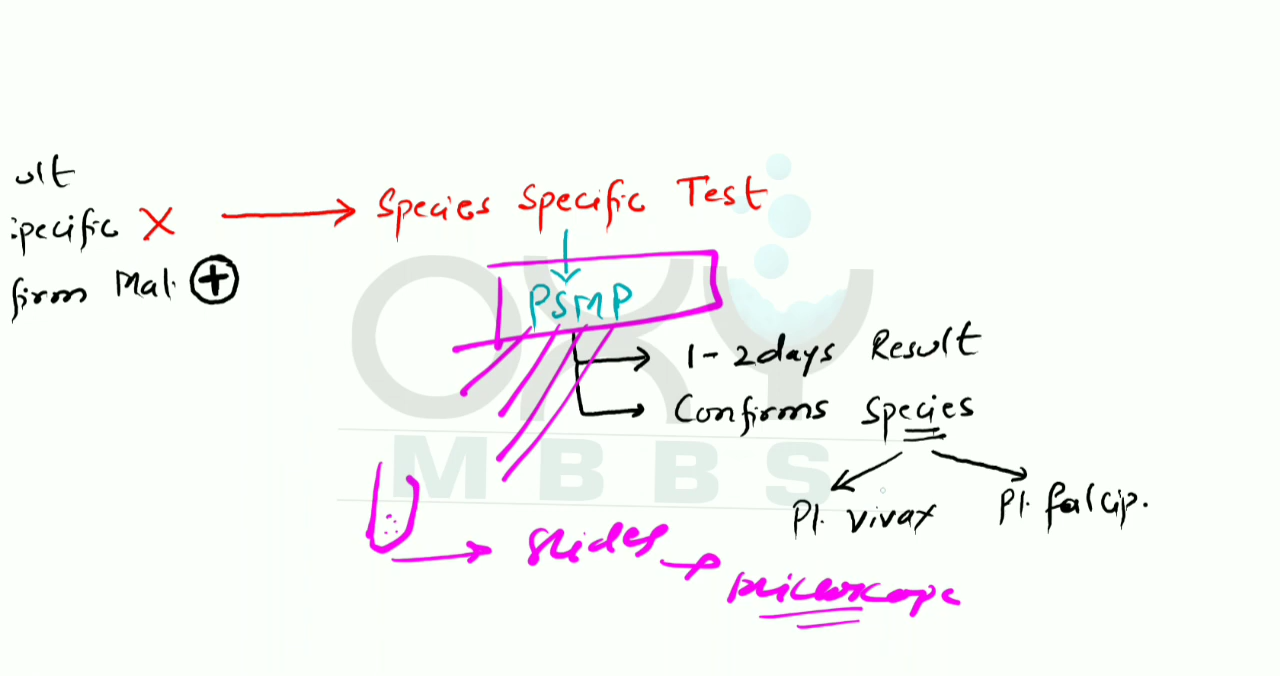 ult
specific X → Species Specific Test
firm Mal. +
PSMP
1-2days Result
Confirms Species
Pl. vivax
Pl. falcip.
Slides → microscope
OXY
MBBS